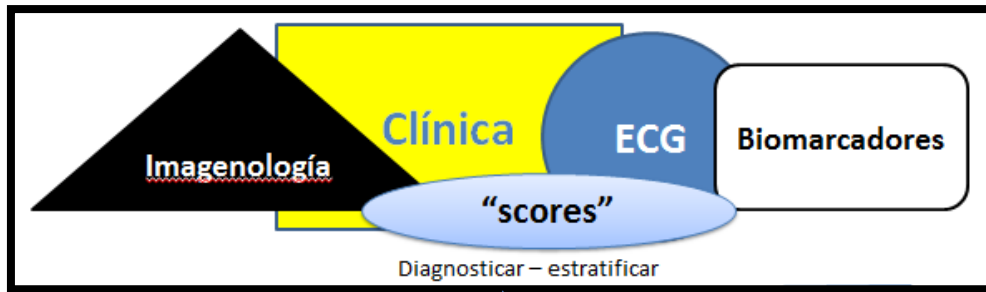 Imagenología
Clínica
ECG
Biomarcadores
“scores”
Diagnosticar – estratificar